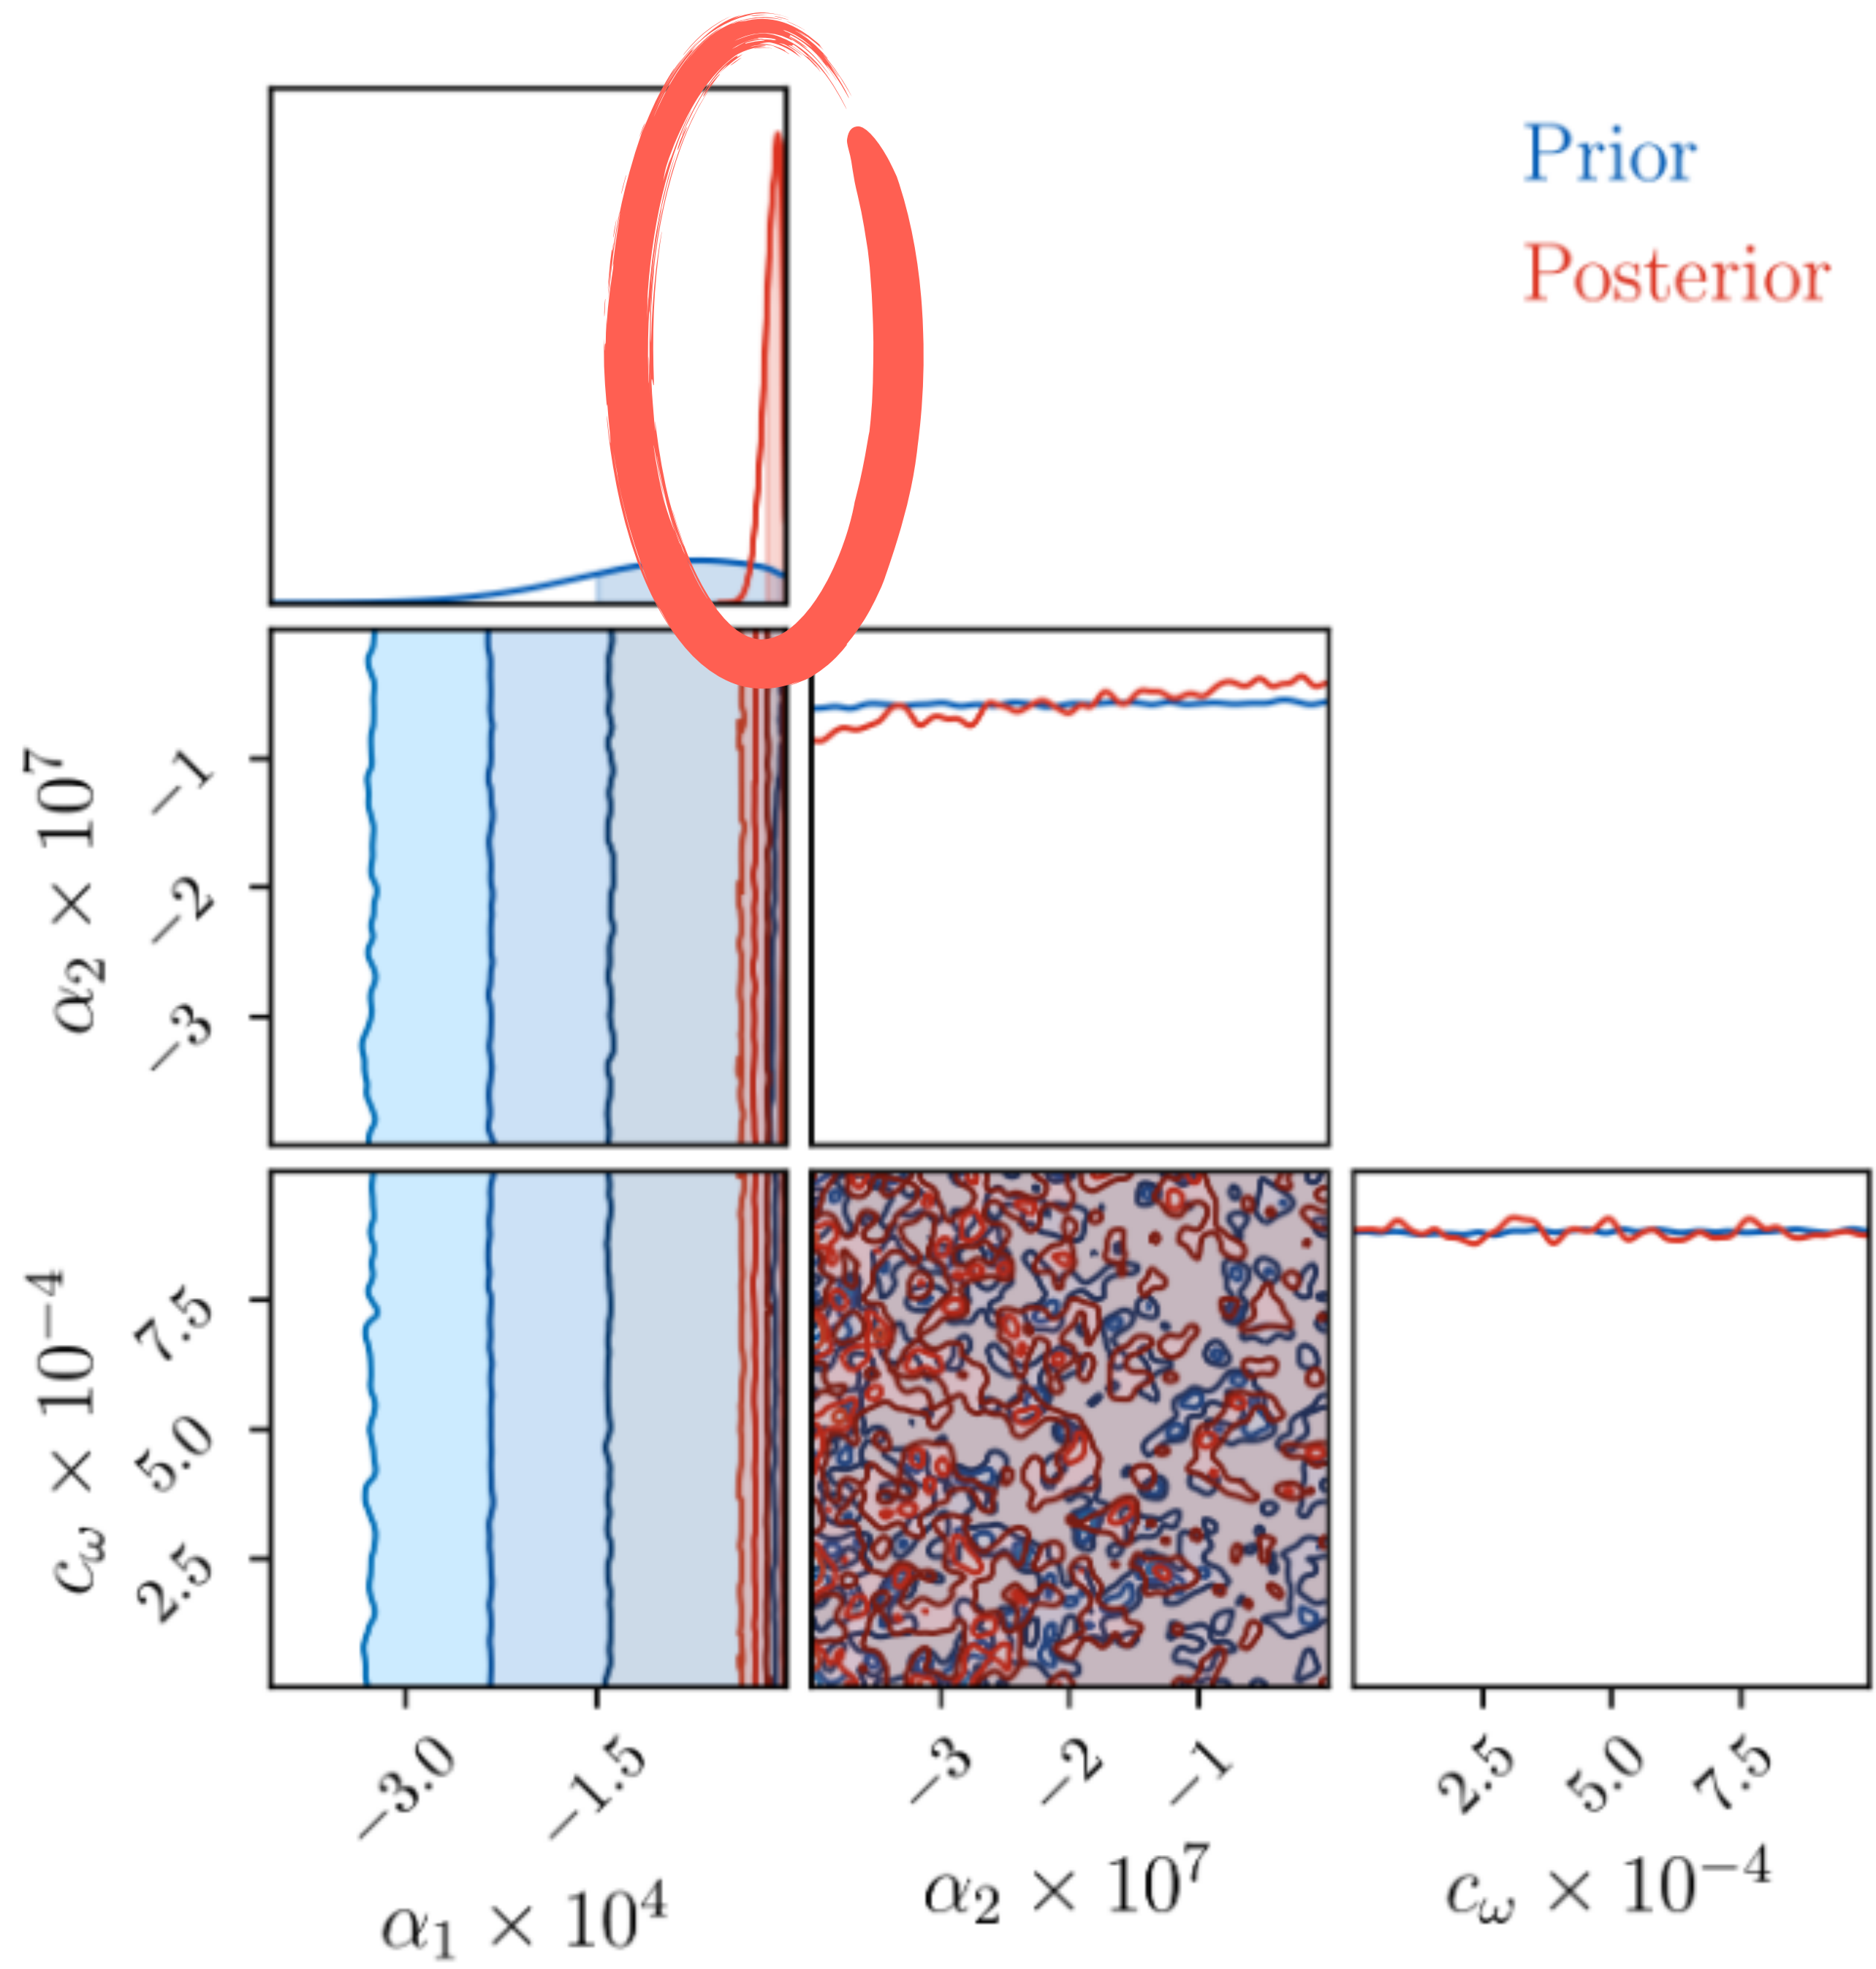 Prior
Posterior
α₂ × 10⁷
−1
−2
−3
c_ω × 10⁻⁴
7.5
5.0
2.5
−3.0
−1.5
−3
−2
−1
2.5
5.0
7.5
α₁ × 10⁴
α₂ × 10⁷
c_ω × 10⁻⁴